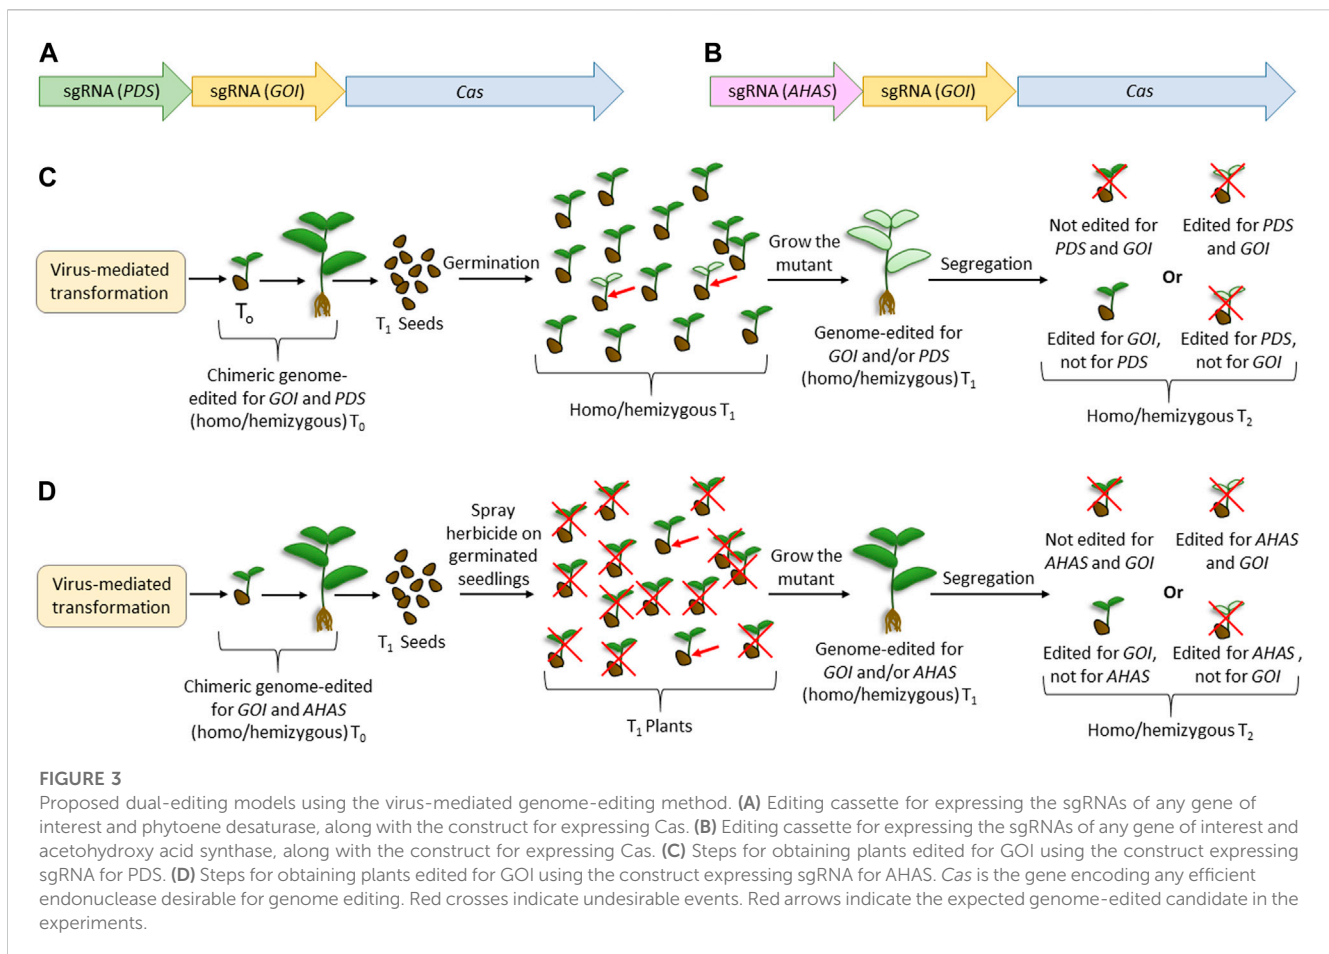 A
sgRNA (PDS)
sgRNA (GOI)
Cas
B
sgRNA (AHAS)
sgRNA (GOI)
Cas
C
Virus-mediated
transformation
To
Chimeric genome-
edited for GOI and PDS
(homo/hemizygous) T0
T1 Seeds
Germination
Homo/hemizygous T1
Grow the
mutant
Genome-edited for
GOI and/or PDS
(homo/hemizygous) T1
Segregation
Not edited for
PDS and GOI
Edited for PDS
and GOI
Or
Edited for GOI,
not for PDS
Edited for PDS,
not for GOI
Homo/hemizygous T2
D
Virus-mediated
transformation
Chimeric genome-edited
for GOI and AHAS
(homo/hemizygous) T0
T1 Seeds
Spray
herbicide on
germinated
seedlings
T1 Plants
Grow the
mutant
Genome-edited for
GOI and/or AHAS
(homo/hemizygous) T1
Segregation
Not edited for
AHAS and GOI
Edited for AHAS
and GOI
Or
Edited for GOI,
not for AHAS
Edited for AHAS ,
not for GOI
Homo/hemizygous T2
FIGURE 3
Proposed dual-editing models using the virus-mediated genome-editing method. (A) Editing cassette for expressing the sgRNAs of any gene of
interest and phytoene desaturase, along with the construct for expressing Cas. (B) Editing cassette for expressing the sgRNAs of any gene of interest and
acetohydroxy acid synthase, along with the construct for expressing Cas. (C) Steps for obtaining plants edited for GOI using the construct expressing
sgRNA for PDS. (D) Steps for obtaining plants edited for GOI using the construct expressing sgRNA for AHAS. Cas is the gene encoding any efficient
endonuclease desirable for genome editing. Red crosses indicate undesirable events. Red arrows indicate the expected genome-edited candidate in the
experiments.